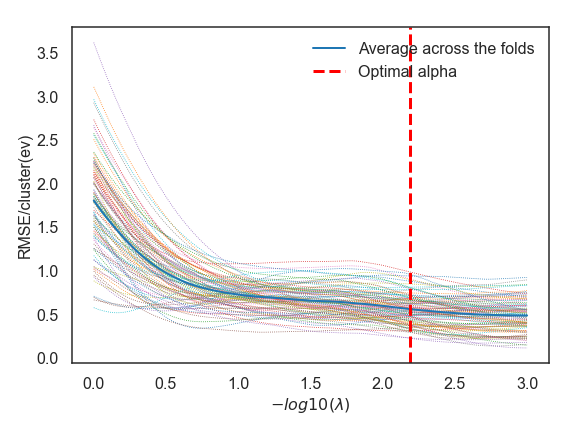 Average across the folds
Optimal alpha
RMSE/cluster(ev)
3.5
3.0
2.5
2.0
1.5
1.0
0.5
0.0
0.0 0.5 1.0 1.5 2.0 2.5 3.0
−log10(λ)